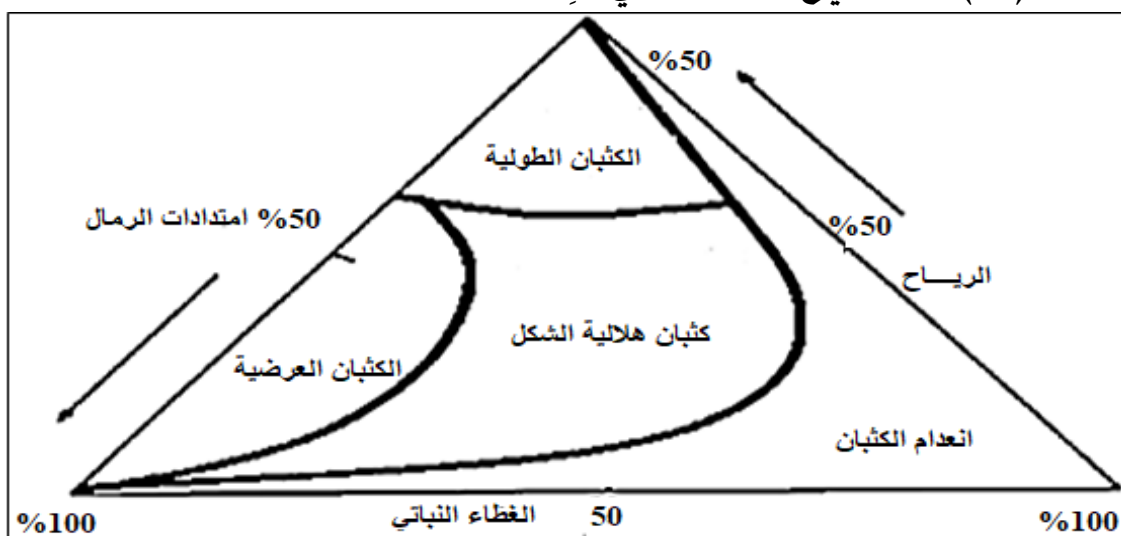 %50
الكثبان الطولية
%50 امتدادات الرمال
%50
الرياح
كثبان هلالية الشكل
الكثبان العرضية
انعدام الكثبان
%100
الغطاء النباتي
50
%100